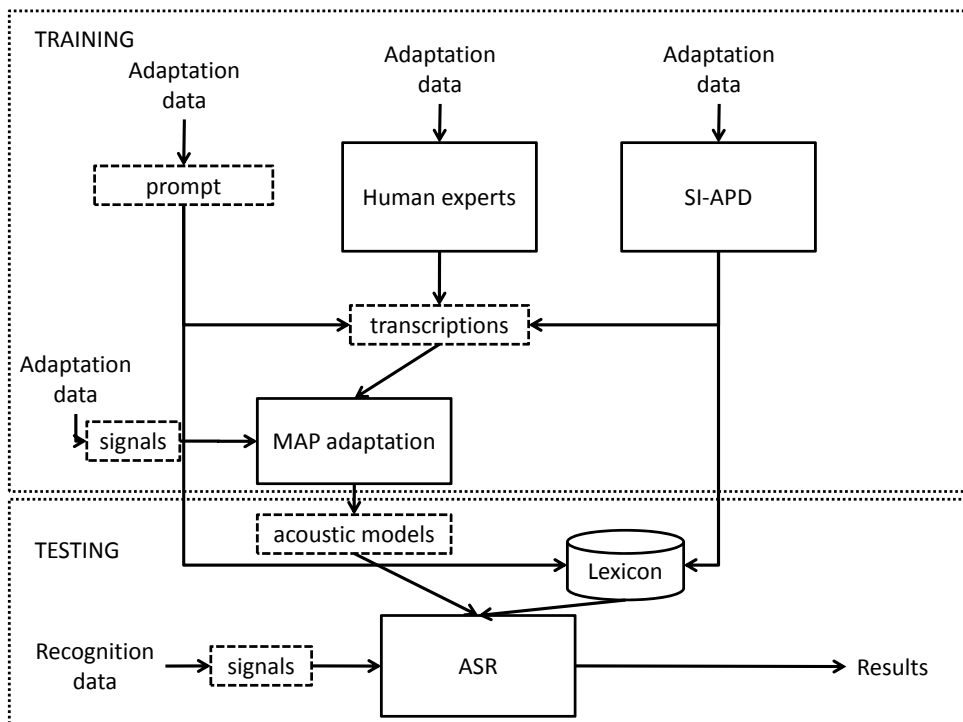 TRAINING
Adaptation
data
Adaptation
data
Adaptation
data
prompt
Human experts
SI-APD
transcriptions
Adaptation
data
signals
MAP adaptation
acoustic models
TESTING
Lexicon
Recognition
data
signals
ASR
Results